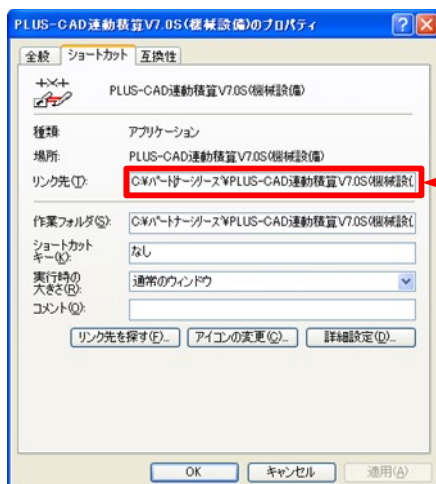 PLUS-CAD連動積算V7.0S(機械設備)のプロパティ
全般 ショートカット 互換性
PLUS-CAD連動積算V7.0S(機械設備)
種類: アプリケーション
場所: PLUS-CAD連動積算V7.0S(機械設備)
リンク先(T): C:¥パートナーシリーズ¥PLUS-CAD連動積算V7.0S(機械設(
作業フォルダ(S): C:¥パートナーシリーズ¥PLUS-CAD連動積算V7.0S(機械設(
ショートカット
キー(K): なし
実行時の
大きさ(R): 通常のウィンドウ
コメント(O):
リンク先を探す(F)... アイコンの変更(C)... 詳細設定(D)...
OK キャンセル 適用(A)